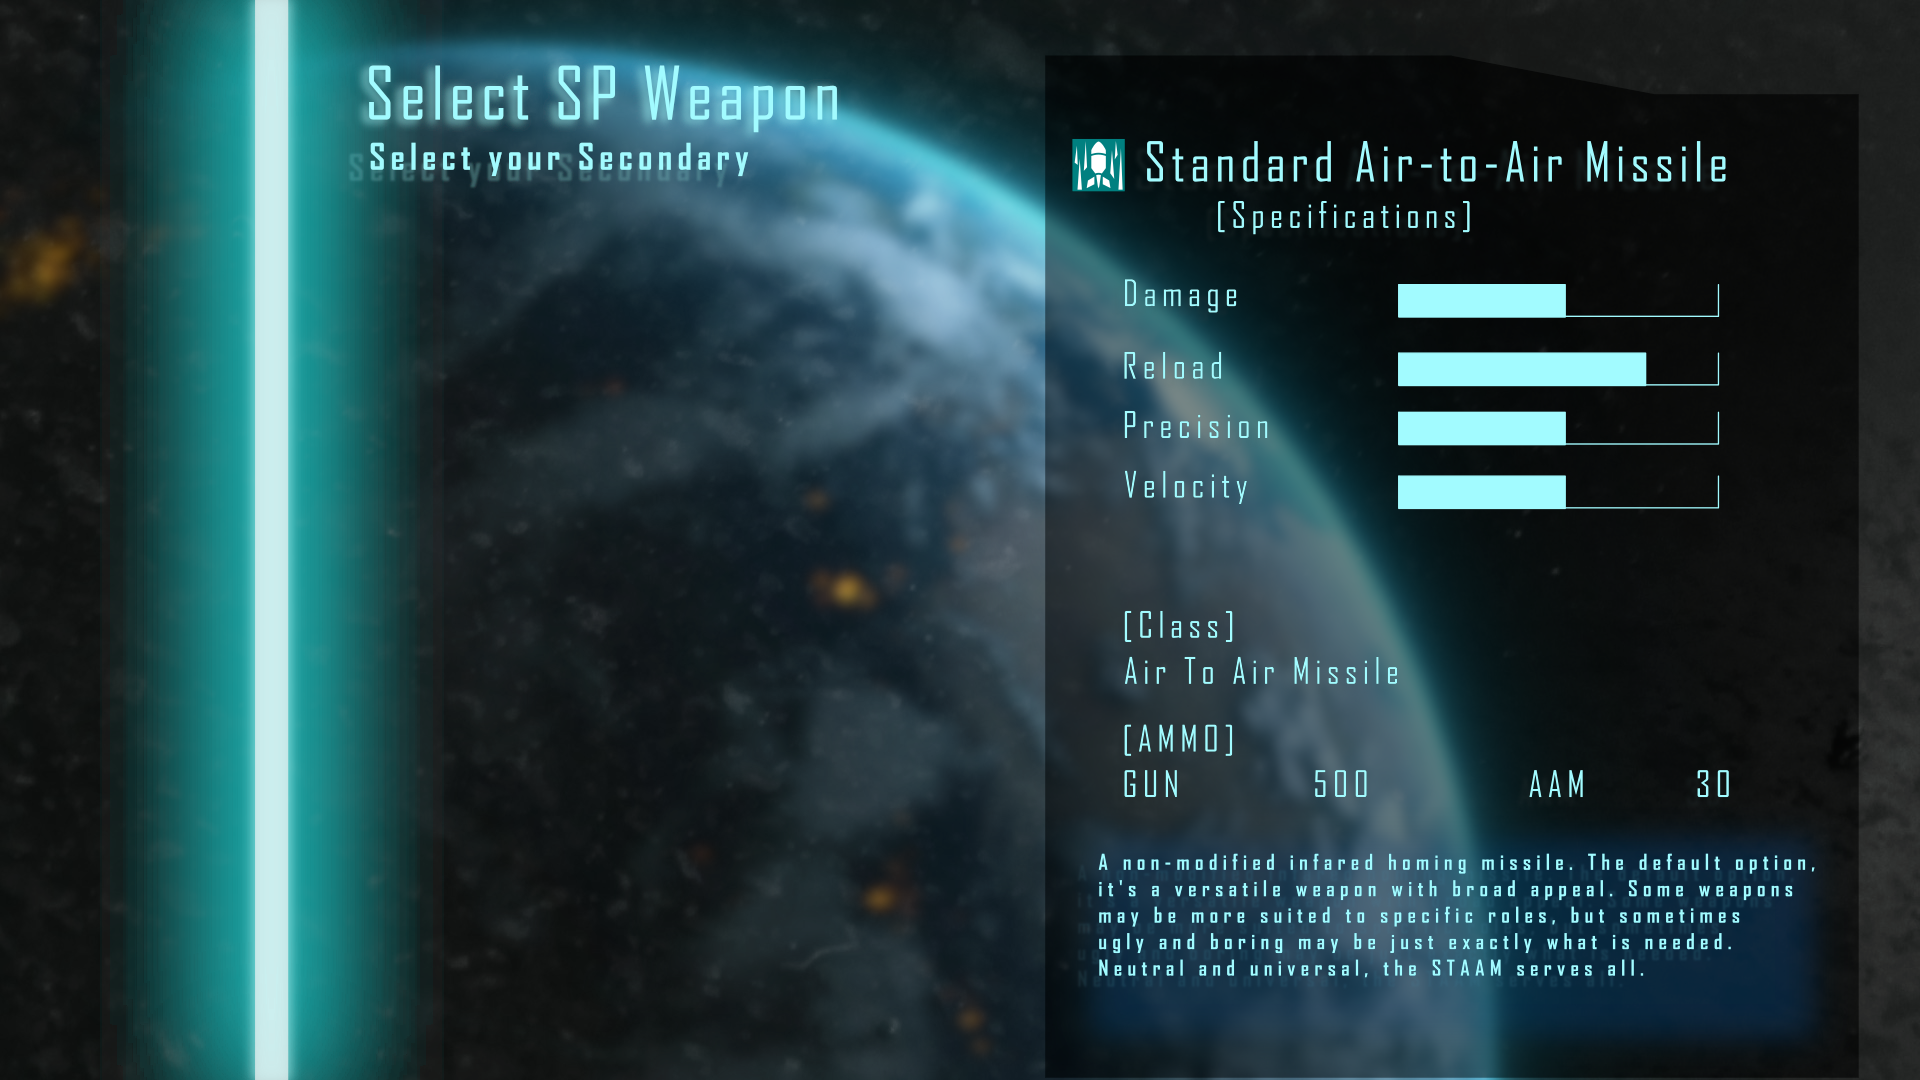 Select SP Weapon
Select your Secondary
Standard Air-to-Air Missile
[Specifications]
Damage
Reload
Precision
Velocity
[Class]
Air To Air Missile
[AMMO]
GUN 500 AAM 30
A non-modified infared homing missile. The default option,
it's a versatile weapon with broad appeal. Some weapons
may be more suited to specific roles, but sometimes
ugly and boring may be just exactly what is needed.
Neutral and universal, the STAAM serves all.